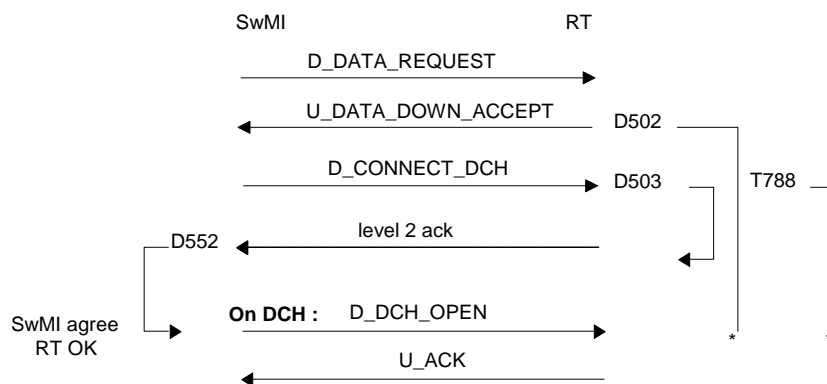 SwMI RT
D_DATA_REQUEST
U_DATA_DOWN_ACCEPT D502
D_CONNECT_DCH D503 T788
D552 level 2 ack
On DCH : D_DCH_OPEN
SwMI agree
RT OK
* *
U_ACK